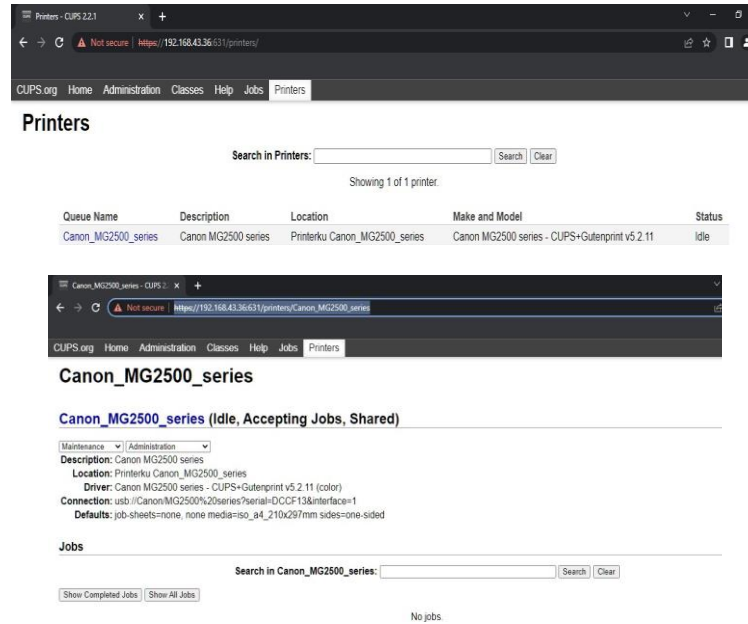 Printers - CUPS 2.2.1
Not secure | https://192.168.43.36:631/printers/
CUPS.org Home Administration Classes Help Jobs Printers
Printers
Search in Printers: Search Clear
Showing 1 of 1 printer.
Queue Name Description Location Make and Model Status
Canon_MG2500_series Canon MG2500 series Printerku Canon_MG2500_series Canon MG2500 series - CUPS+Gutenprint v5.2.11 Idle
Canon_MG2500_series - CUPS 2.
Not secure | https://192.168.43.36:631/printers/Canon_MG2500_series
CUPS.org Home Administration Classes Help Jobs Printers
Canon_MG2500_series
Canon_MG2500_series (Idle, Accepting Jobs, Shared)
Maintenance Administration
Description: Canon MG2500 series
Location: Printerku Canon_MG2500_series
Driver: Canon MG2500 series - CUPS+Gutenprint v5.2.11 (color)
Connection: usb://Canon/MG2500%20series?serial=DCCF13&interface=1
Defaults: job-sheets=none, none media=iso_a4_210x297mm sides=one-sided
Jobs
Search in Canon_MG2500_series: Search Clear
Show Completed Jobs Show All Jobs
No jobs.